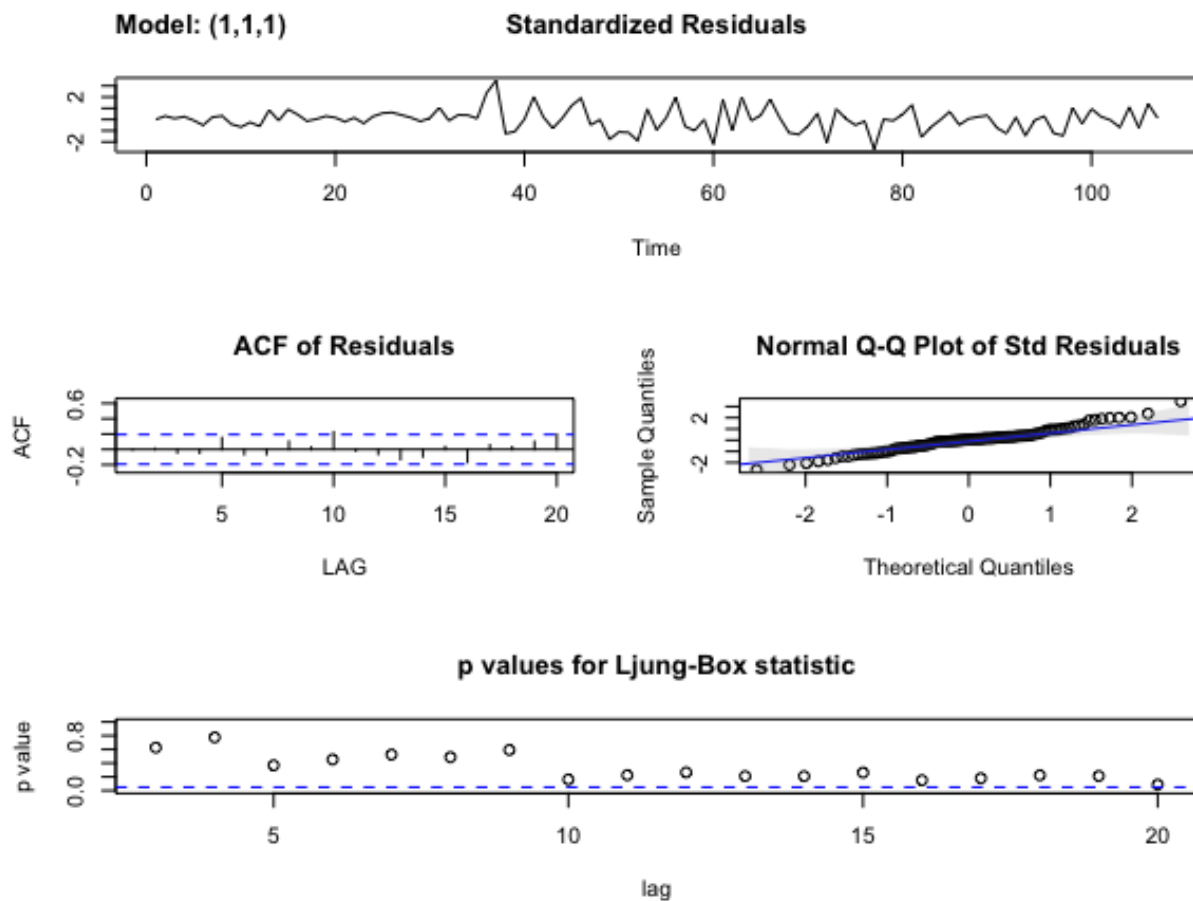 Model: (1,1,1) Standardized Residuals
2
-2
0 20 40 60 80 100
Time
ACF of Residuals
ACF
0.6
-0.2
5 10 15 20
LAG
Normal Q-Q Plot of Std Residuals
Sample Quantiles
2
-2
-2 -1 0 1 2
Theoretical Quantiles
p values for Ljung-Box statistic
p value
0.8
0.0
5 10 15 20
lag